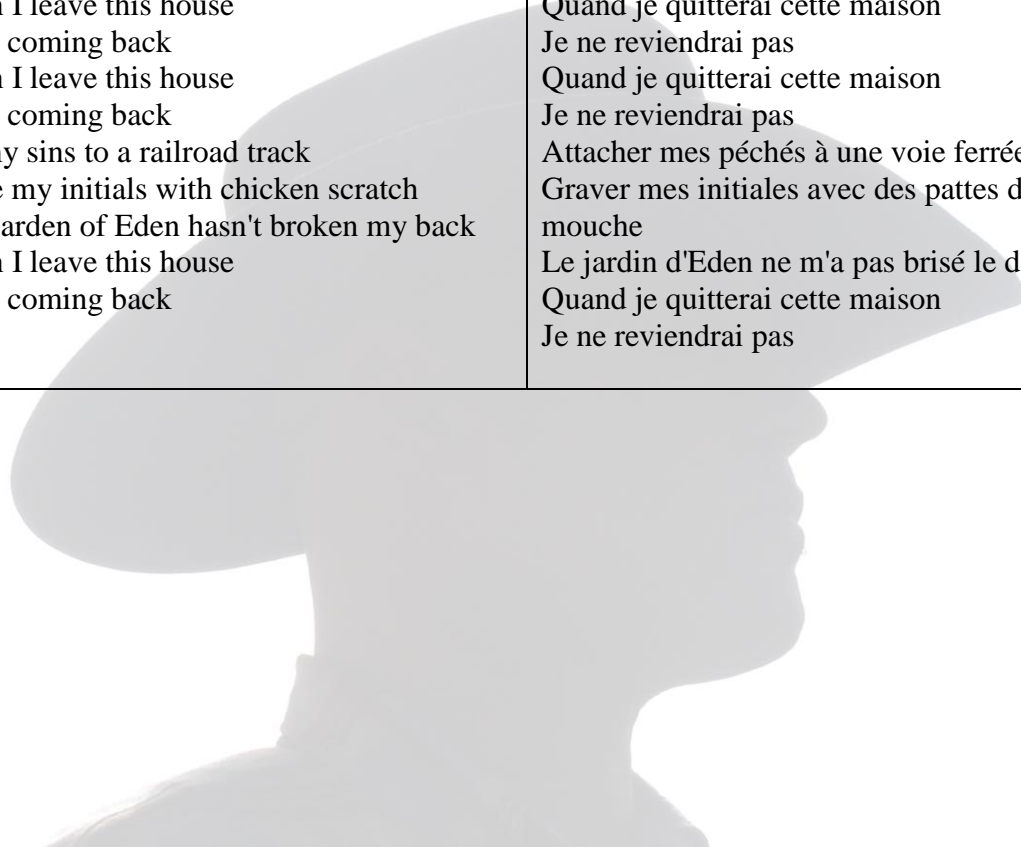 I leave this house
coming back
I leave this house
coming back
sins to a railroad track
my initials with chicken scratch
of Eden hasn't broken my back
I leave this house
coming back
Quand je quitterai cette maison
Je ne reviendrai pas
Quand je quitterai cette maison
Je ne reviendrai pas
Attacher mes péchés à une voie ferrée
Graver mes initiales avec des pattes
mouche
Le jardin d'Eden ne m'a pas brisé le
Quand je quitterai cette maison
Je ne reviendrai pas